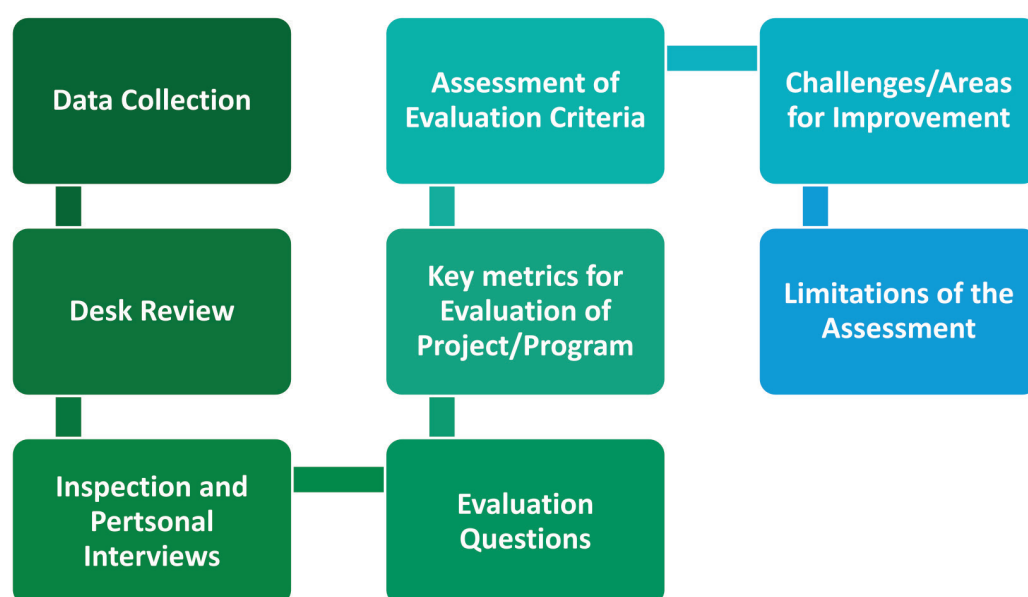 Data Collection
Desk Review
Inspection and
Pertsonal
Interviews
Evaluation
Questions
Key metrics for
Evaluation of
Project/Program
Assessment of
Evaluation Criteria
Challenges/Areas
for Improvement
Limitations of the
Assessment